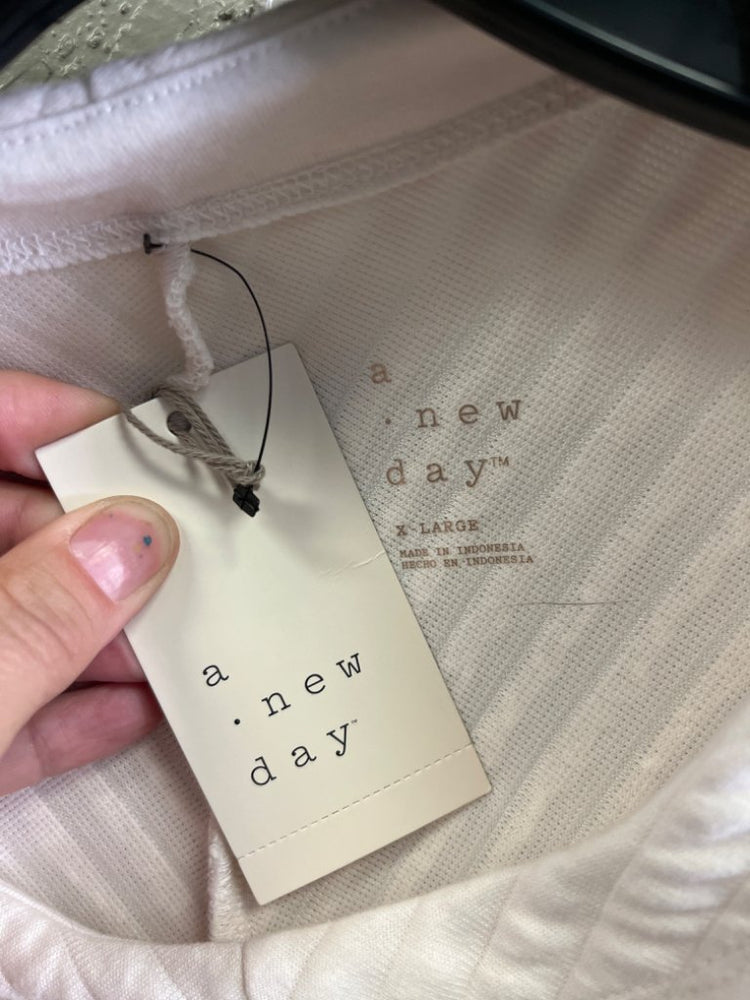 a
·new
day™
X-LARGE
MADE IN INDONESIA
HECHO EN INDONESIA
a
·new
day™